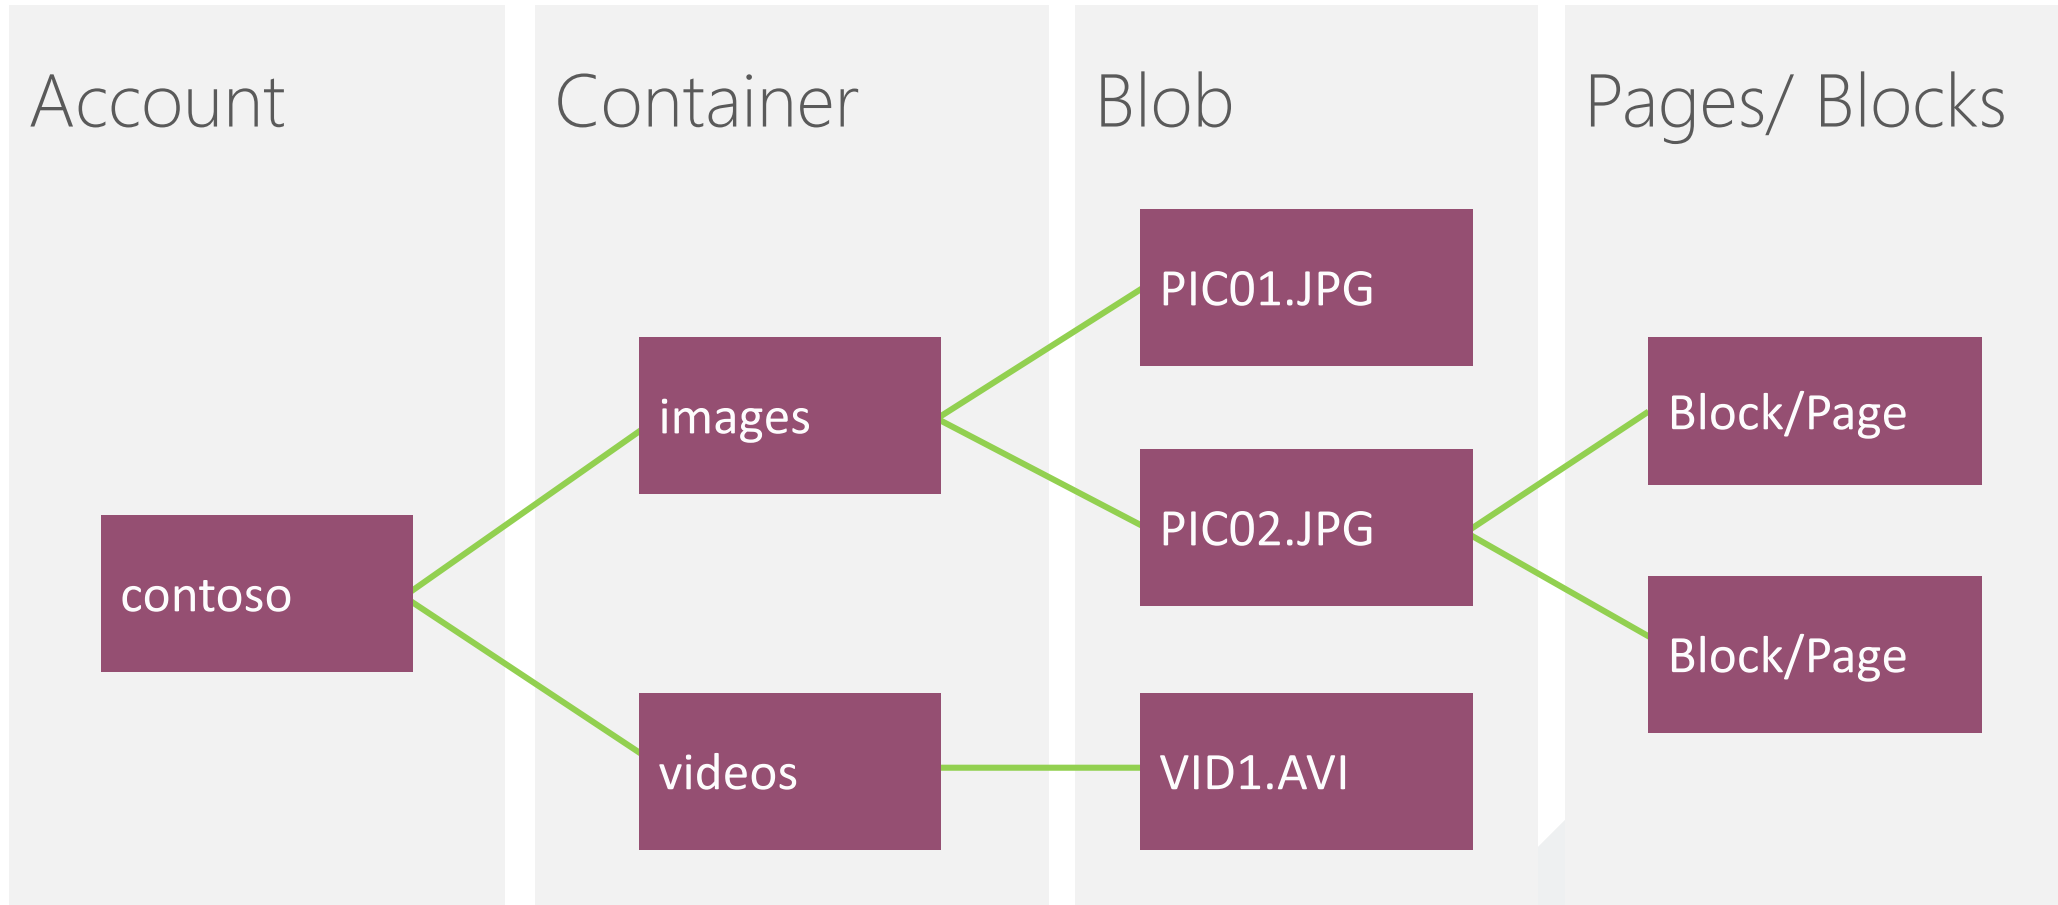 Account
Container
Blob
Pages/ Blocks
contoso
images
videos
PIC01.JPG
PIC02.JPG
VID1.AVI
Block/Page
Block/Page